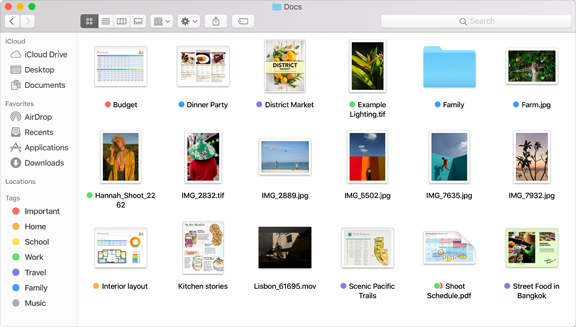 Docs
Search
iCloud
iCloud Drive
Desktop
Documents
Favorites
AirDrop
Recents
Applications
Downloads
Locations
Tags
Important
Home
School
Work
Travel
Family
Music
Budget
Dinner Party
DISTRICT
MARKET
District Market
Example
Lighting.tif
Family
Farm.jpg
Hannah_Shoot_22
62
IMG_2832.tif
IMG_2889.jpg
IMG_5502.jpg
IMG_7635.jpg
IMG_7932.jpg
Interior layout
Kitchen stories
Lisbon_61695.mov
Scenic Pacific
Trails
Shoot
Schedule.pdf
Street Food in
Bangkok